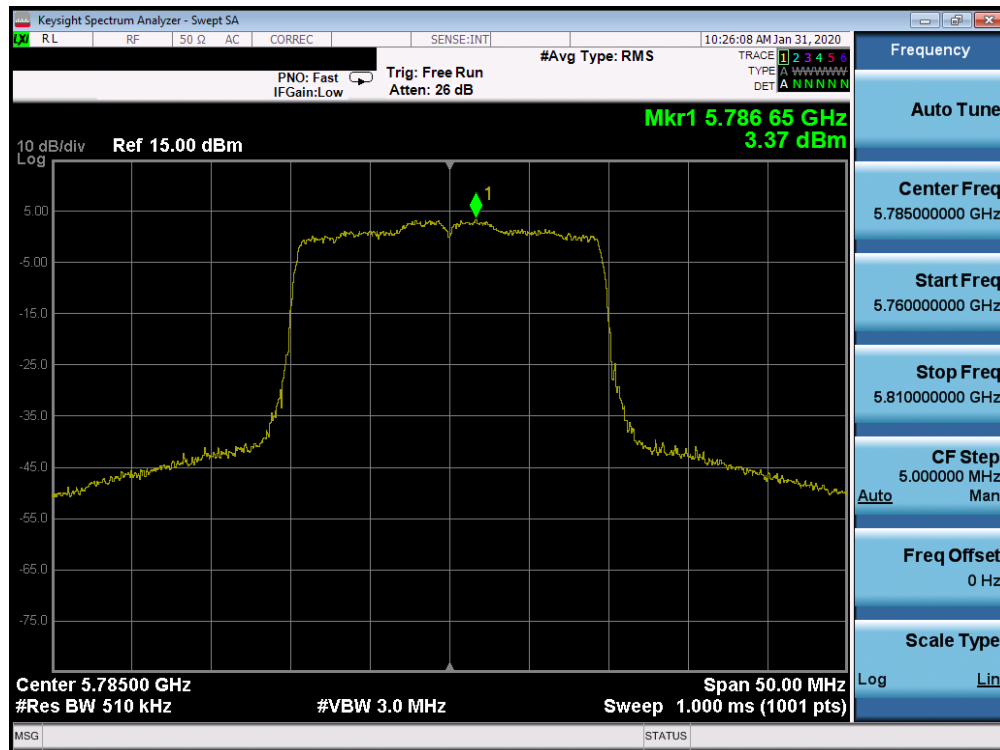 Keysight Spectrum Analyzer - Swept SA
LXI RL RF 50 Ω AC CORREC SENSE:INT 10:26:08 AM Jan 31, 2020
PNO: Fast
IFGain:Low
Trig: Free Run
Atten: 26 dB
#Avg Type: RMS
TRACE 1 2 3 4 5 6
TYPE A WWWWWW
DET A N N N N N
Mkr1 5.786 65 GHz
3.37 dBm
10 dB/div Ref 15.00 dBm
Log
1
5.00
-5.00
-15.0
-25.0
-35.0
-45.0
-55.0
-65.0
-75.0
Center 5.78500 GHz Span 50.00 MHz
#Res BW 510 kHz #VBW 3.0 MHz Sweep 1.000 ms (1001 pts)
MSG STATUS
Frequency
Auto Tune
Center Freq
5.785000000 GHz
Start Freq
5.760000000 GHz
Stop Freq
5.810000000 GHz
CF Step
5.000000 MHz
Auto Man
Freq Offset
0 Hz
Scale Type
Log Lin